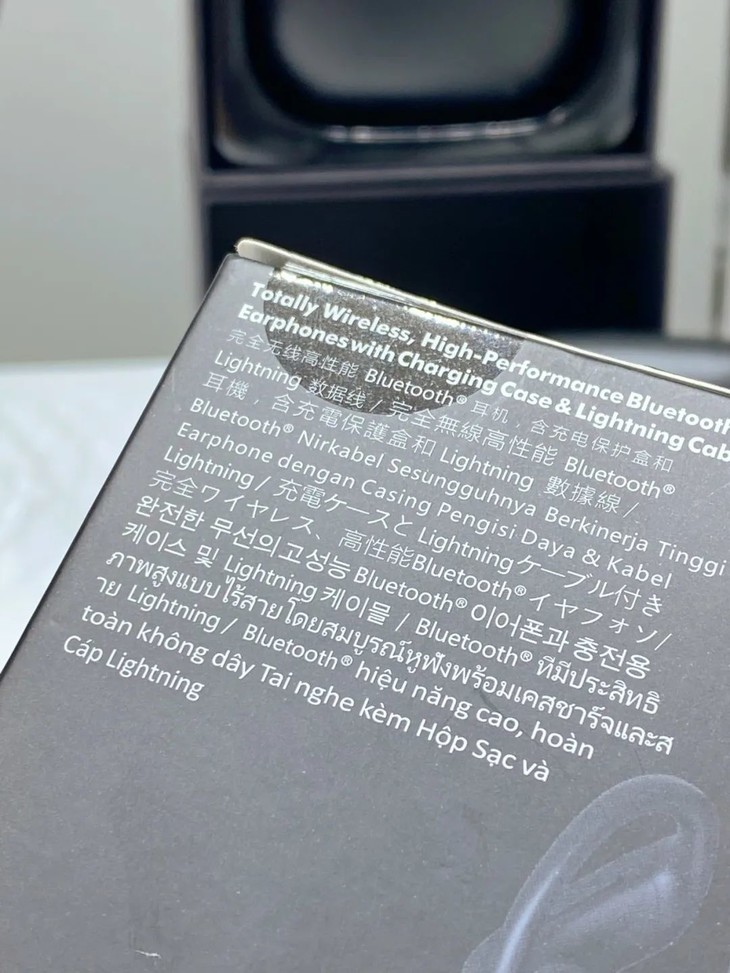 Totally Wireless, High-Performance Bluetooth
Earphones with Charging Case & Lightning Cab
完全无线高性能 Bluetooth® 耳机，含充电保护盒和
Lightning 数据线 / 完全無線高性能 Bluetooth®
耳機，含充電保護盒和 Lightning 數據線 /
Bluetooth® Nirkabel Sesungguhnya Berkinerja Tinggi
Earphone dengan Casing Pengisi Daya & Kabel
Lightning / 充電ケースと Lightningケーブル付き
完全ワイヤレス、高性能Bluetooth®イヤフォン/
완전한 무선의고성능 Bluetooth®이어폰과 충전용
케이스 및 Lightning 케이블 / Bluetooth® ที่มีประสิทธิ
ภาพสูงแบบไร้สายโดยสมบูรณ์หูฟังพร้อมเคสชาร์จและส
าย Lightning / Bluetooth® hiệu năng cao, hoàn
toàn không dây Tai nghe kèm Hộp Sạc và
Cáp Lightning